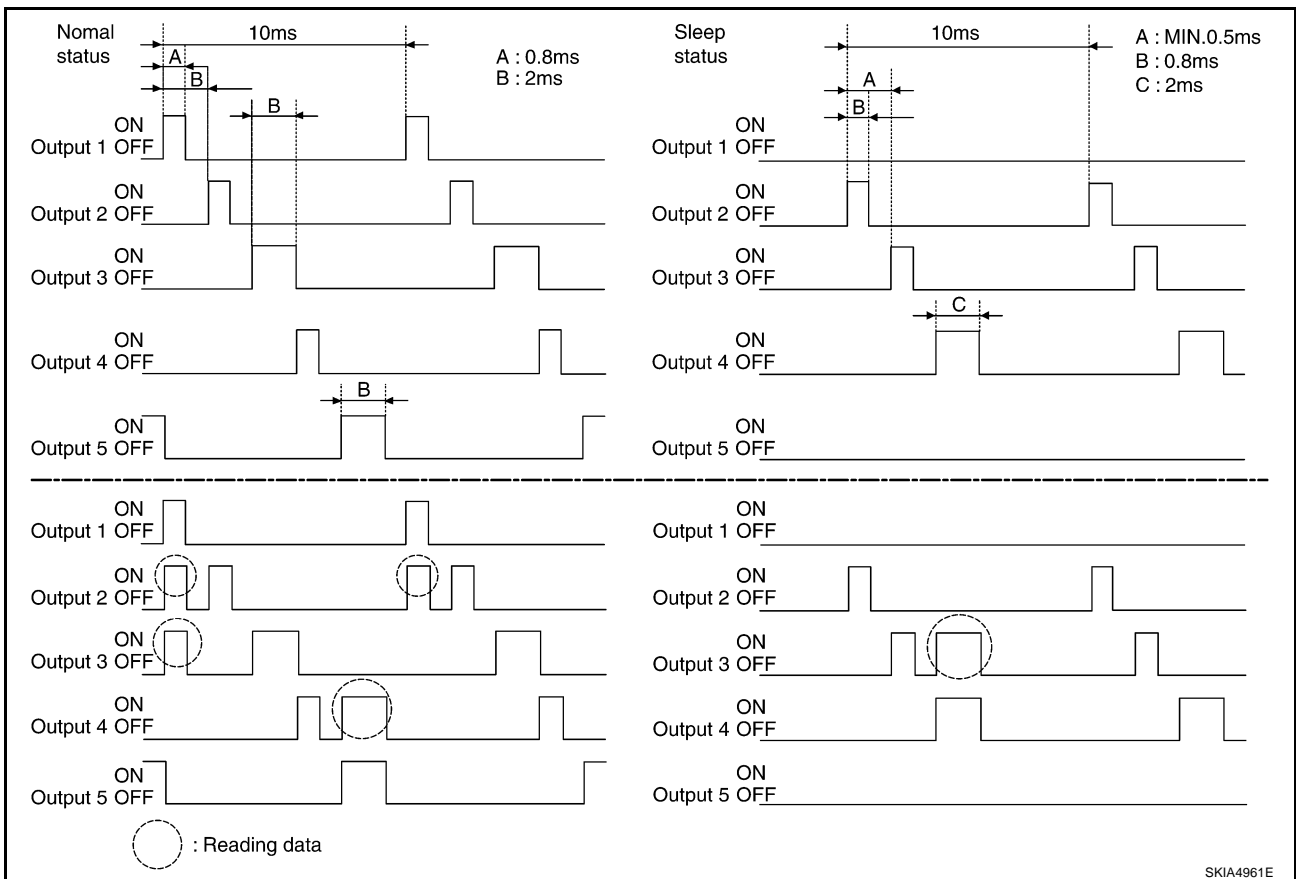 Nomal
status
10ms
A
B
A : 0.8ms
B : 2ms
B
ON
Output 1 OFF
ON
Output 2 OFF
ON
Output 3 OFF
ON
Output 4 OFF
B
ON
Output 5 OFF
Sleep
status
10ms
A : MIN.0.5ms
B : 0.8ms
C : 2ms
A
B
ON
Output 1 OFF
ON
Output 2 OFF
ON
Output 3 OFF
C
ON
Output 4 OFF
ON
Output 5 OFF
ON
Output 1 OFF
ON
Output 2 OFF
ON
Output 3 OFF
ON
Output 4 OFF
ON
Output 5 OFF
: Reading data
ON
Output 1 OFF
ON
Output 2 OFF
ON
Output 3 OFF
ON
Output 4 OFF
ON
Output 5 OFF
SKIA4961E